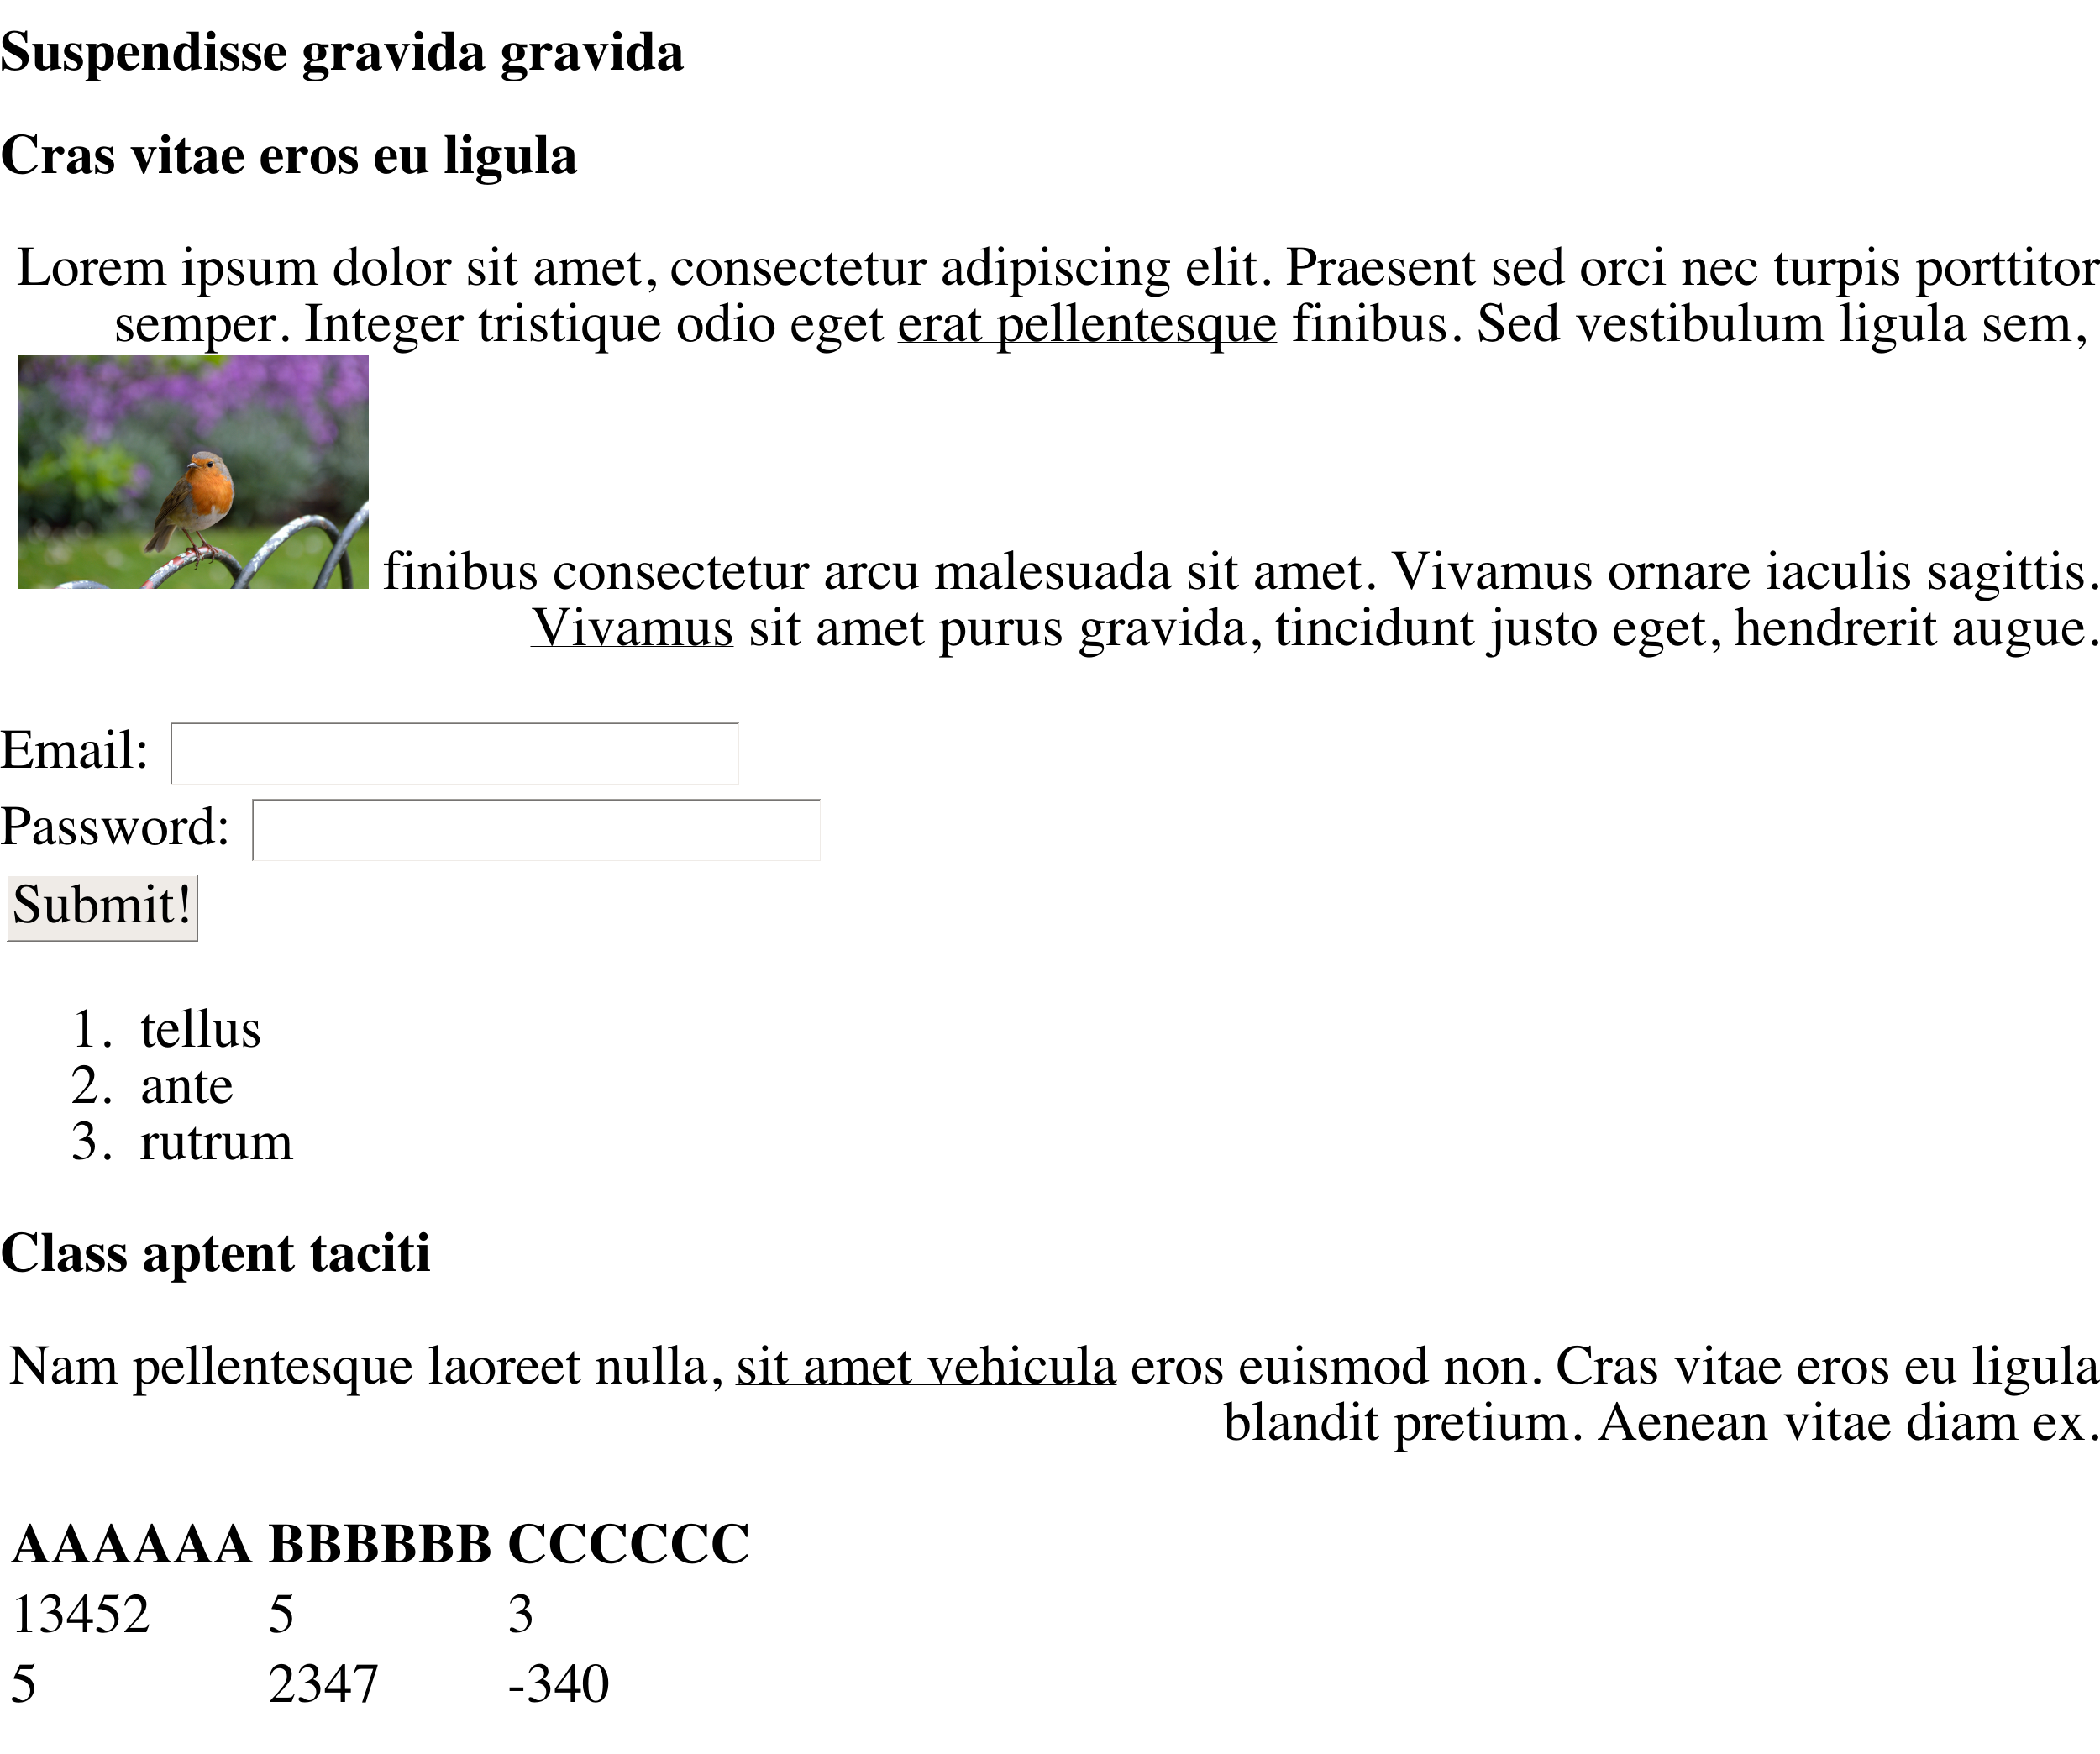 Suspendisse gravida gravida
Cras vitae eros eu ligula
Lorem ipsum dolor sit amet, consectetur adipiscing elit. Praesent sed orci nec turpis porttitor
semper. Integer tristique odio eget erat pellentesque finibus. Sed vestibulum ligula sem,
finibus consectetur arcu malesuada sit amet. Vivamus ornare iaculis sagittis.
Vivamus sit amet purus gravida, tincidunt justo eget, hendrerit augue.
Email:
Password:
Submit!
1. tellus
2. ante
3. rutrum
Class aptent taciti
Nam pellentesque laoreet nulla, sit amet vehicula eros euismod non. Cras vitae eros eu ligula
blandit pretium. Aenean vitae diam ex.
AAAAAA BBBBBB CCCCCC
13452 5 3
5 2347 -340